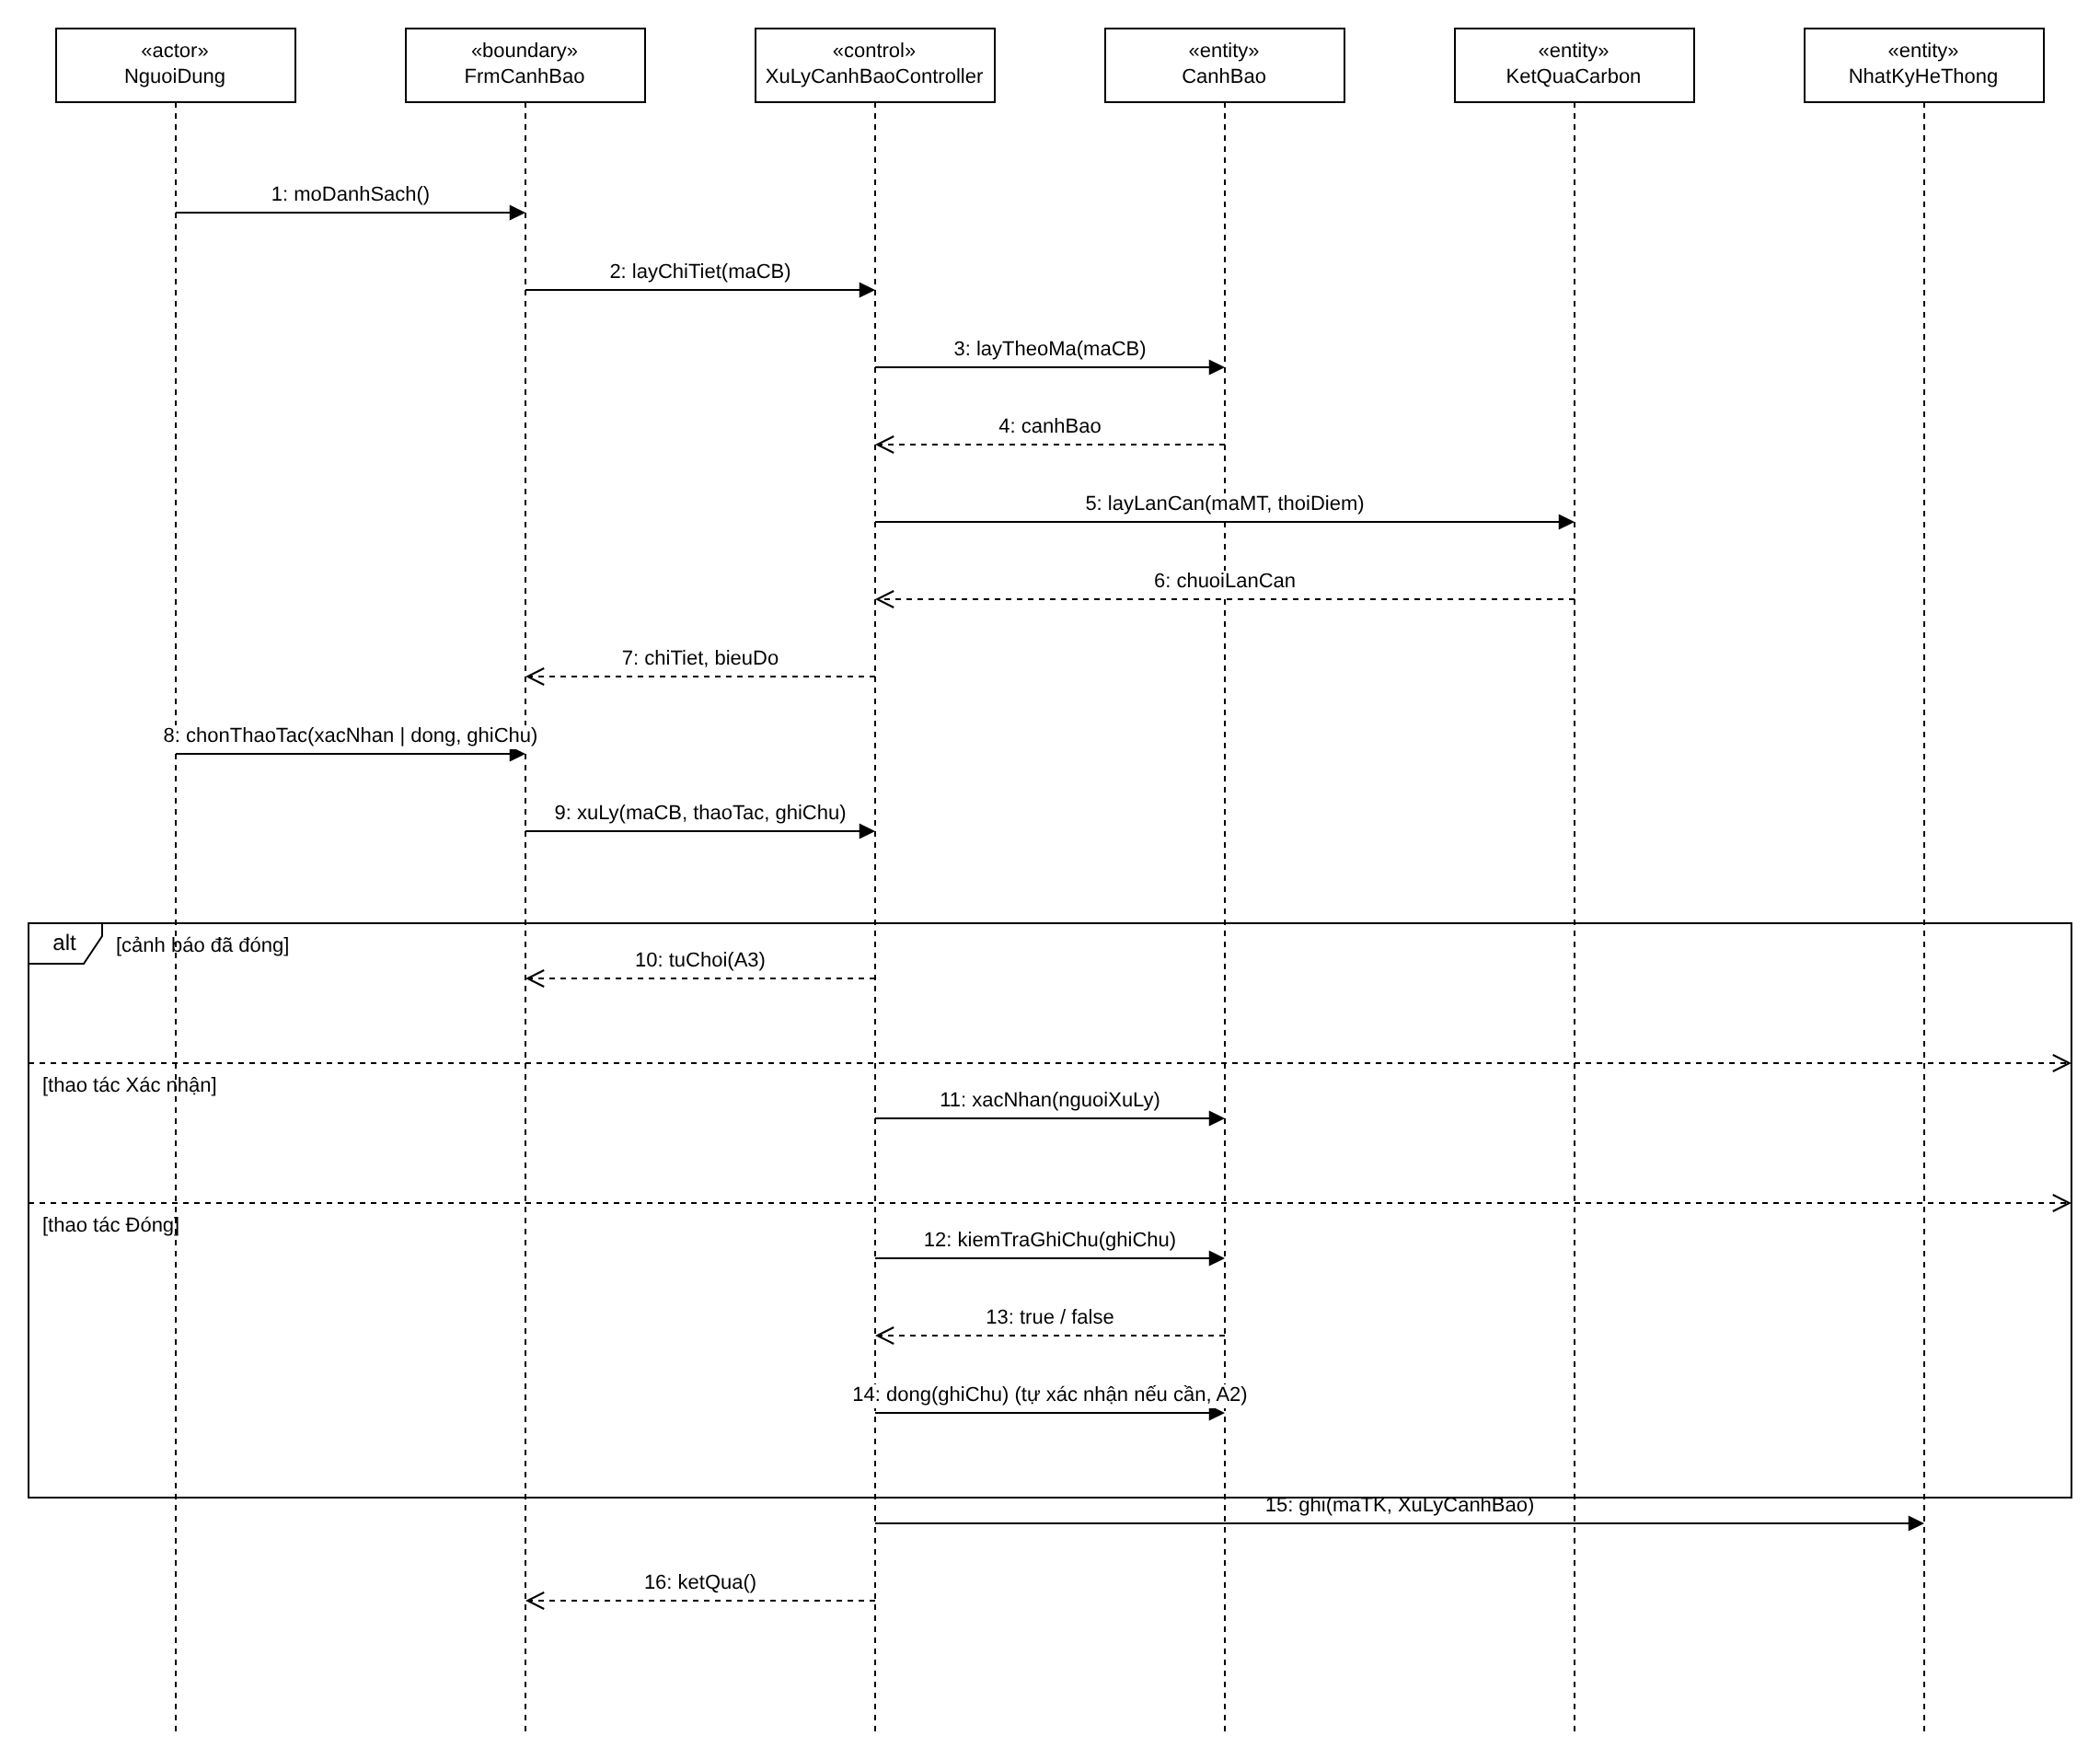 «actor»
NguoiDung
«boundary»
FrmCanhBao
«control»
XuLyCanhBaoController
«entity»
CanhBao
«entity»
KetQuaCarbon
«entity»
NhatKyHeThong
1: moDanhSach()
2: layChiTiet(maCB)
3: layTheoMa(maCB)
4: canhBao
5: layLanCan(maMT, thoiDiem)
6: chuoiLanCan
7: chiTiet, bieuDo
8: chonThaoTac(xacNhan | dong, ghiChu)
9: xuLy(maCB, thaoTac, ghiChu)
alt
[cảnh báo đã đóng]
10: tuChoi(A3)
[thao tác Xác nhận]
11: xacNhan(nguoiXuLy)
[thao tác Đóng]
12: kiemTraGhiChu(ghiChu)
13: true / false
14: dong(ghiChu) (tự xác nhận nếu cần, A2)
15: ghi(maTK, XuLyCanhBao)
16: ketQua()